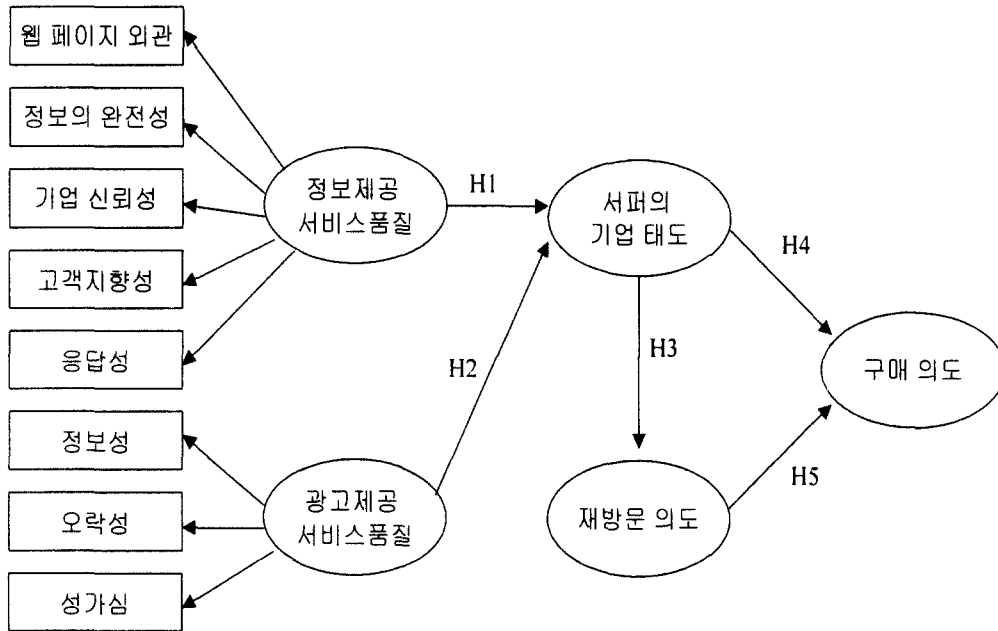 웹 페이지 외관
정보의 완전성
기업 신뢰성
고객지향성
응답성
정보성
오락성
성가심
정보제공
서비스품질
광고제공
서비스품질
H1
H2
서퍼의
기업 태도
H3
재방문 의도
H4
H5
구매 의도